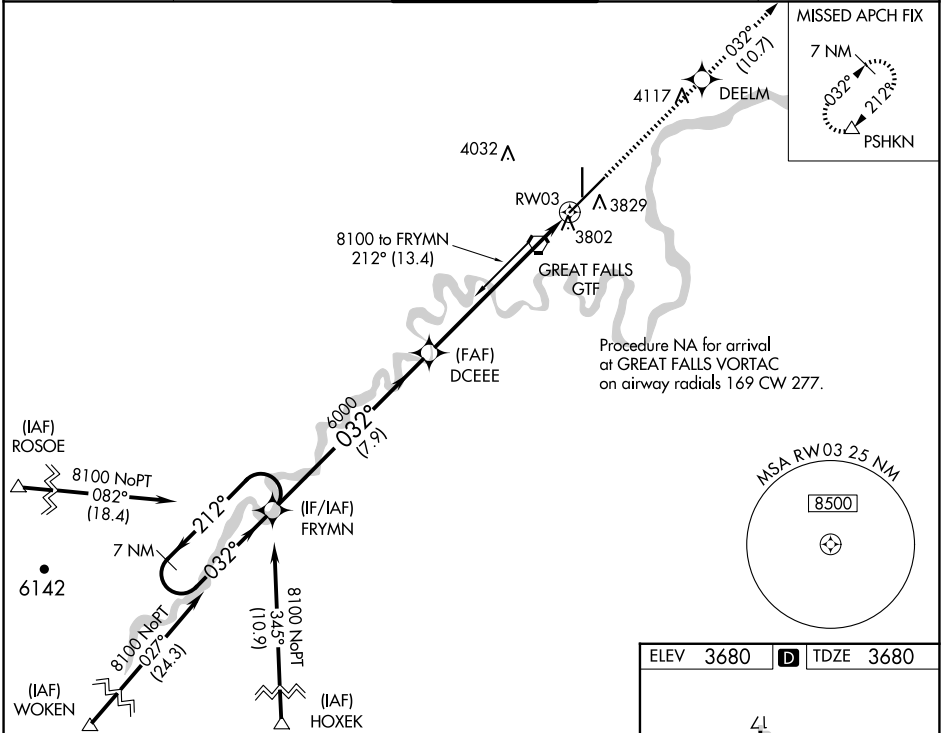 MISSED APCH FIX
7 NM
032°
212°
PSHKN
032°
(10.7)
DEELM
4117
4032
RW03
3829
3802
8100 to FRYMN
212° (13.4)
GREAT FALLS
GTF
(FAF)
DCEEE
Procedure NA for arrival
at GREAT FALLS VORTAC
on airway radials 169 CW 277.
6000
032°
(7.9)
(IAF)
ROSOE
8100 NoPT
082°
(18.4)
212°
(IF/IAF)
FRYMN
7 NM
032°
6142
8100 NoPT
027°
(24.3)
8100 NoPT
345°
(10.9)
(IAF)
WOKEN
(IAF)
HOXEK
MSA RW03 25 NM
8500
ELEV 3680 D TDZE 3680